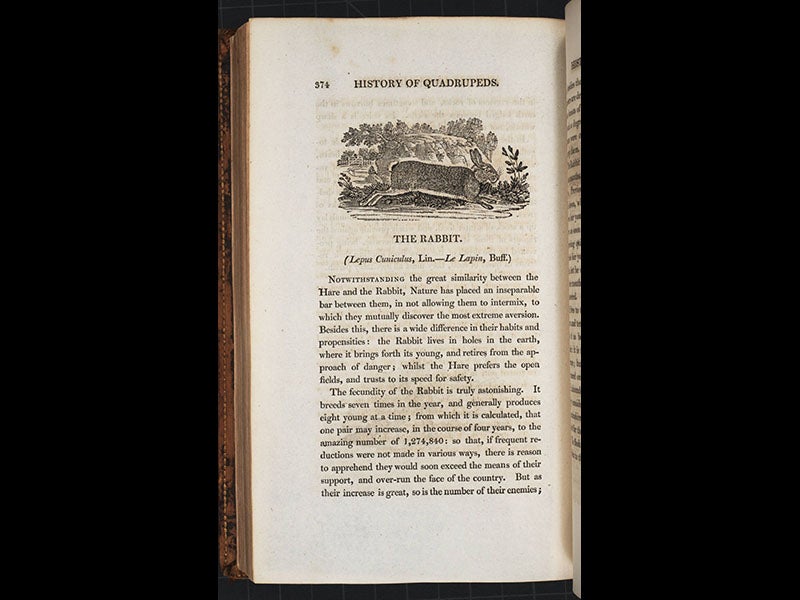 374 HISTORY OF QUADRUPEDS.
THE RABBIT.
(Lepus Cuniculus, Lin.—Le Lapin, Buff.)
Notwithstanding the great similarity between the
Hare and the Rabbit, Nature has placed an inseparable
bar between them, in not allowing them to intermix, to
which they mutually discover the most extreme aversion.
Besides this, there is a wide difference in their habits and
propensities: the Rabbit lives in holes in the earth,
where it brings forth its young, and retires from the ap-
proach of danger; whilst the Hare prefers the open
fields, and trusts to its speed for safety.
The fecundity of the Rabbit is truly astonishing. It
breeds seven times in the year, and generally produces
eight young at a time; from which it is calculated, that
one pair may increase, in the course of four years, to the
amazing number of 1,274,840: so that, if frequent re-
ductions were not made in various ways, there is reason
to apprehend they would soon exceed the means of their
support, and over-run the face of the country. But as
their increase is great, so is the number of their enemies;